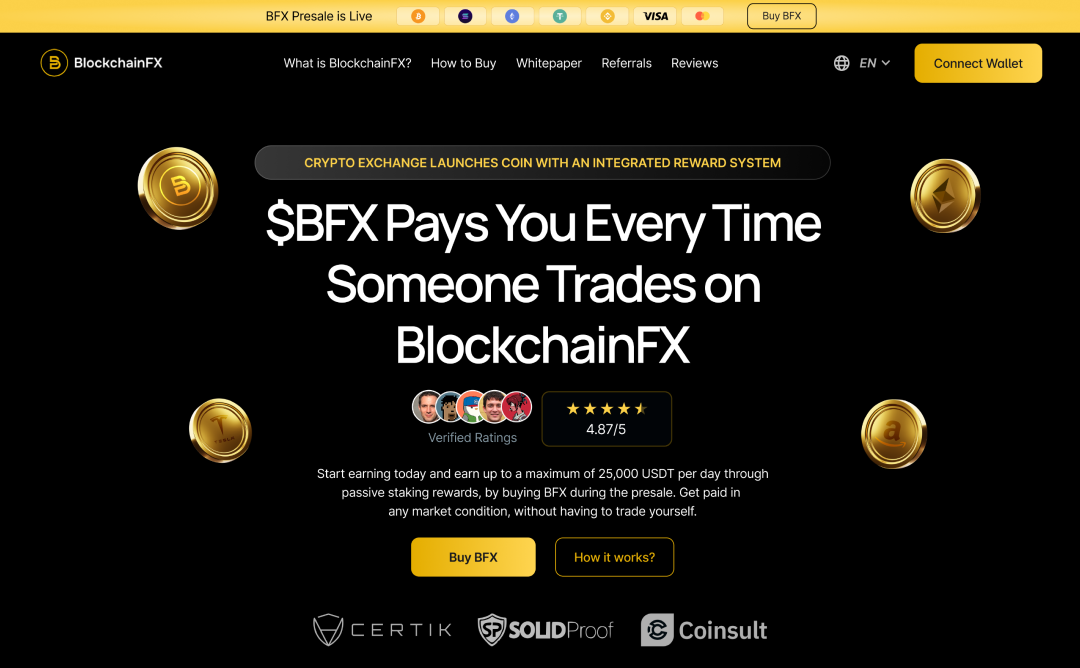 BFX Presale is Live
VISA
Buy BFX
BlockchainFX
What is BlockchainFX?
How to Buy
Whitepaper
Referrals
Reviews
EN
Connect Wallet
CRYPTO EXCHANGE LAUNCHES COIN WITH AN INTEGRATED REWARD SYSTEM
$BFX Pays You Every Time
Someone Trades on
BlockchainFX
Verified Ratings
4.87/5
TESLA
a
Start earning today and earn up to a maximum of 25,000 USDT per day through
passive staking rewards, by buying BFX during the presale. Get paid in
any market condition, without having to trade yourself.
Buy BFX
How it works?
CERTIK
SP SOLIDProof
Coinsult